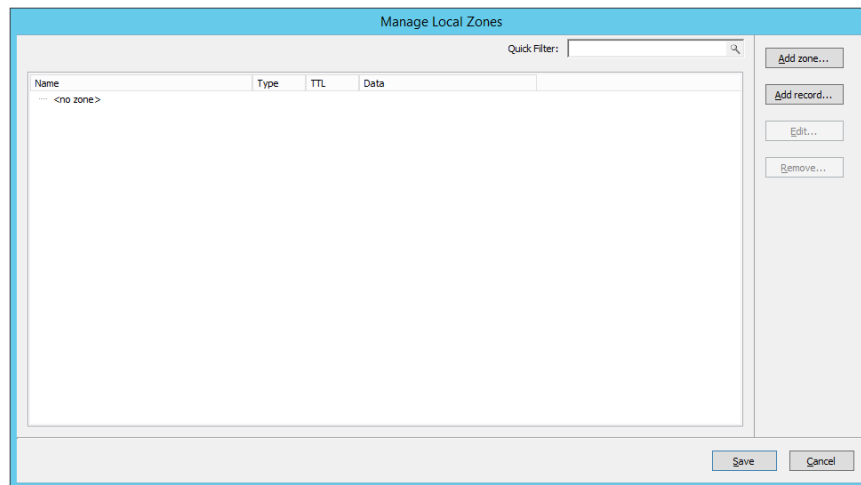 Manage Local Zones
Quick Filter:
Add zone...
Name Type TTL Data
Add record...
<no zone>
Edit...
Remove...
Save Cancel